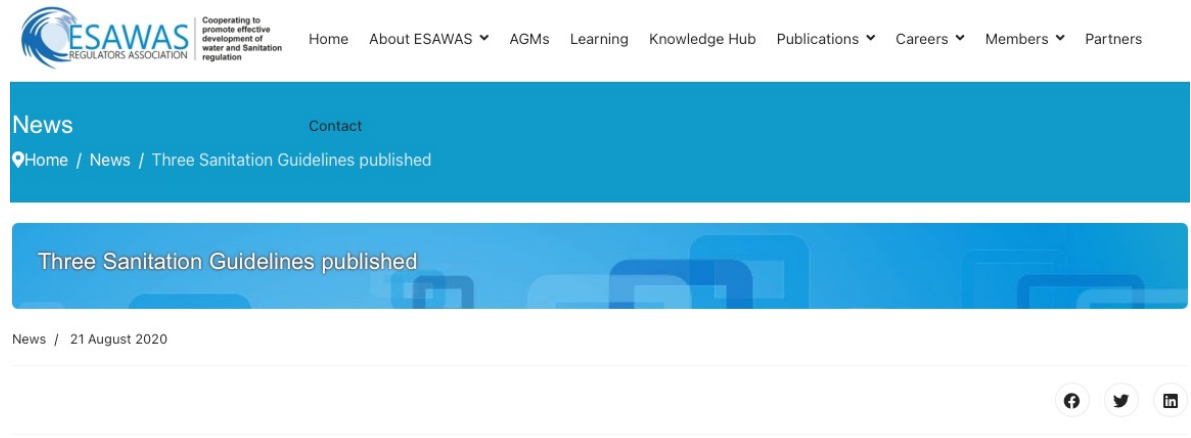 ESAWAS
REGULATORS ASSOCIATION
Cooperating to
promote effective
development of
water and Sanitation
regulation
Home About ESAWAS AGMs Learning Knowledge Hub Publications Careers Members Partners
News
Contact
Home / News / Three Sanitation Guidelines published
Three Sanitation Guidelines published
News / 21 August 2020